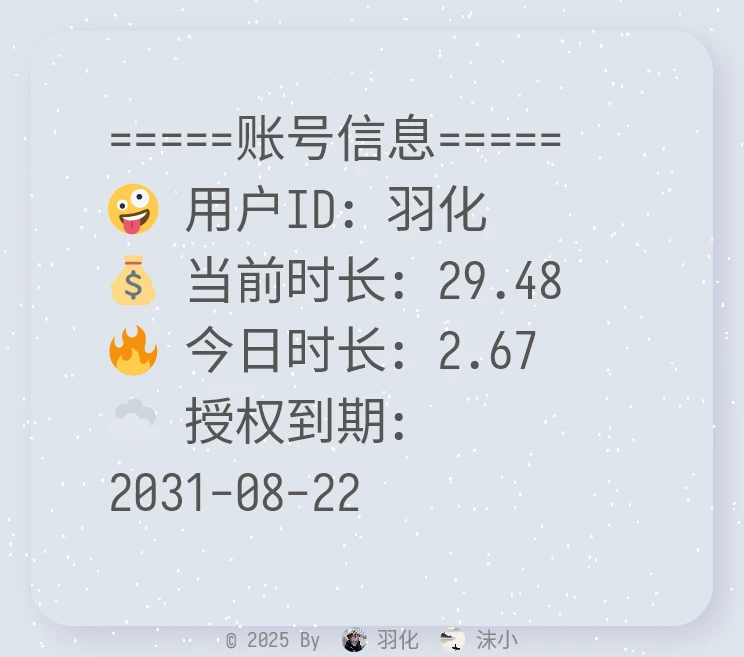 =====账号信息=====
🤪 用户ID: 羽化
💰 当前时长: 29.48
🔥 今日时长: 2.67
☁️ 授权到期:
2031-08-22
© 2025 By 羽化 沫小